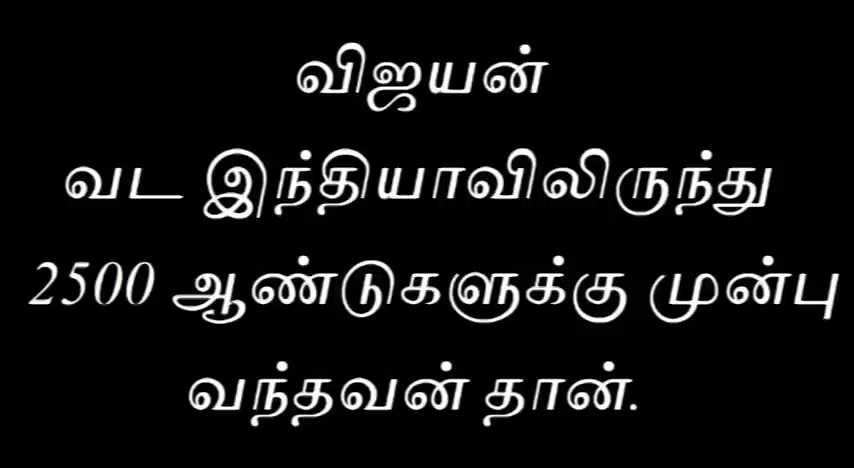 விஜயன்
வட இந்தியாவிலிருந்து
2500 ஆண்டுகளுக்கு முன்பு
வந்தவன் தான்.